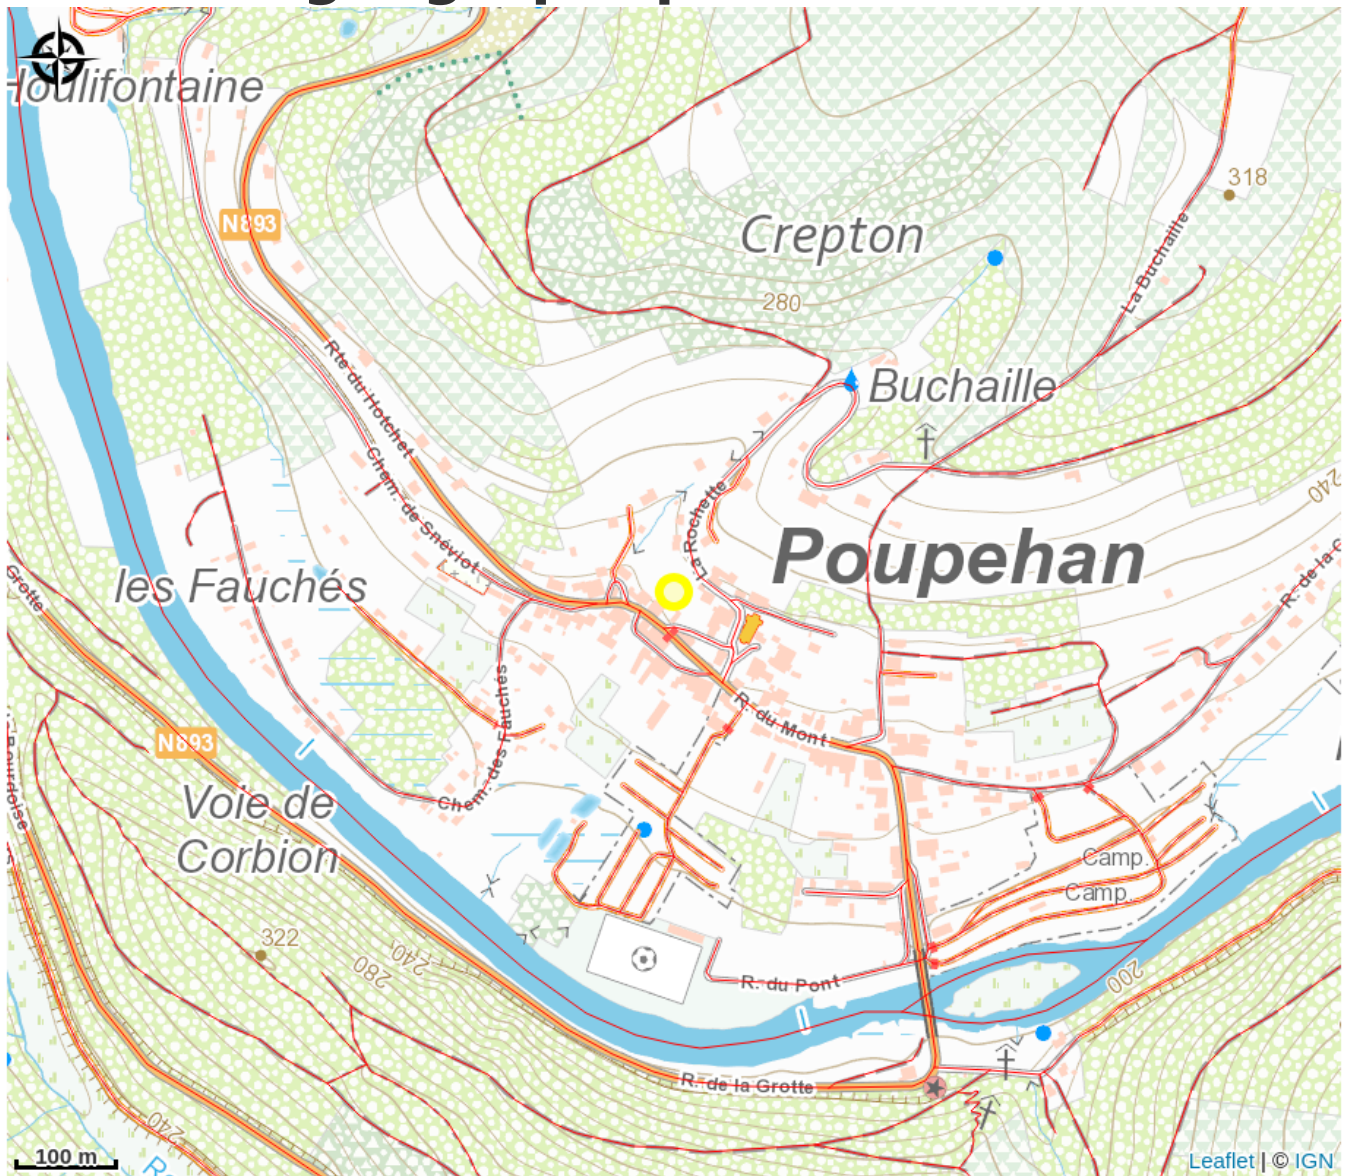 Houlifontaine
N893
318
Crepton
La Buchaille
280
Rte du Hotchet
Buchaille
Chem. de Snéviot
La Rochette
240
Poupehan
les Fauchés
Grotte
N893
Chem. des Fauchés
R. du Mont
Voie de
Corbion
Camp.
Camp.
322
240
280
R. du Pont
200
R. de la Grotte
240
100 m
Leaflet | © IGN